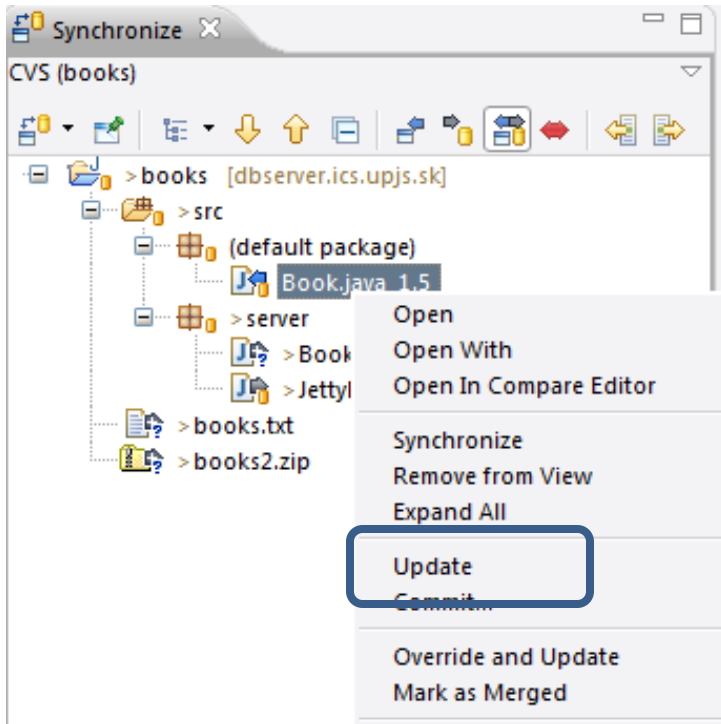 Synchronize
CVS (books)
>books [dbserver.ics.upjs.sk]
>src
(default package)
Book.java 1.5
>server
>Book
>Jetty
>books.txt
>books2.zip
Open
Open With
Open In Compare Editor
Synchronize
Remove from View
Expand All
Update
Commit...
Override and Update
Mark as Merged